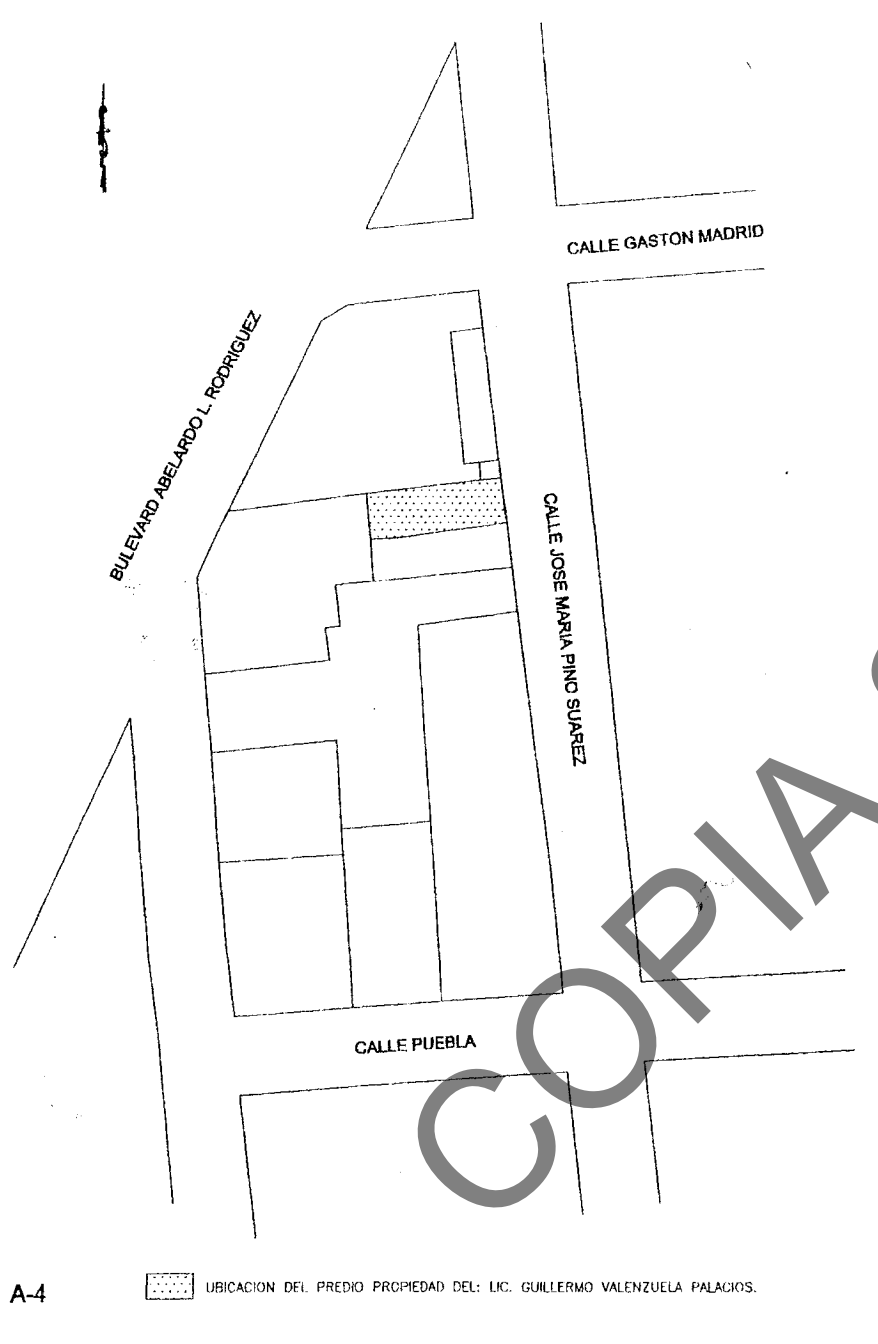 CALLE GASTON MADRID
BULEVARD ABELARDO L. RODRIGUEZ
CALLE JOSE MARIA PINO SUAREZ
CALLE PUEBLA
COPIA
A-4
UBICACION DEL PREDIO PROPIEDAD DEL: LIC. GUILLERMO VALENZUELA PALACIOS.